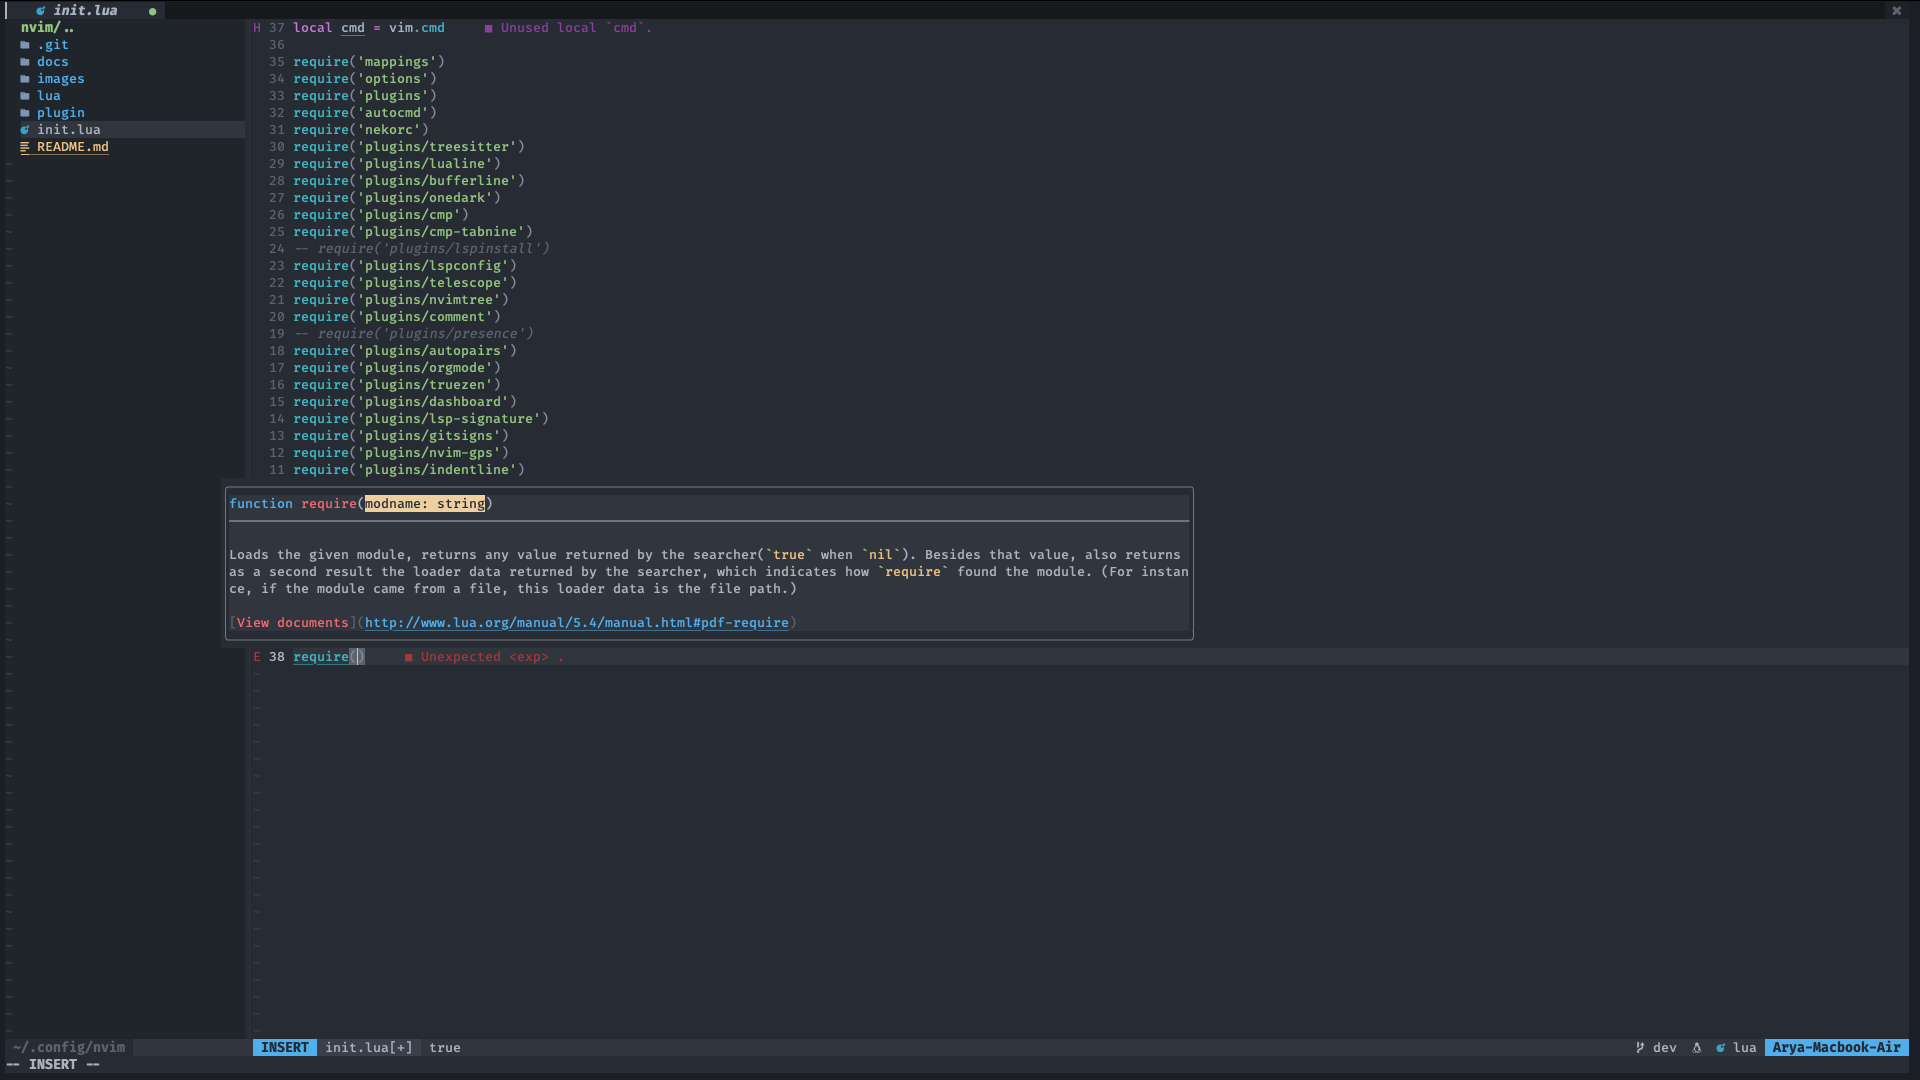 init.lua
nvim/..
.git
docs
images
lua
plugin
init.lua
README.md
H 37 local cmd = vim.cmd ■ Unused local `cmd`.
36
35 require('mappings')
34 require('options')
33 require('plugins')
32 require('autocmd')
31 require('nekorc')
30 require('plugins/treesitter')
29 require('plugins/lualine')
28 require('plugins/bufferline')
27 require('plugins/onedark')
26 require('plugins/cmp')
25 require('plugins/cmp-tabnine')
24 -- require('plugins/lspinstall')
23 require('plugins/lspconfig')
22 require('plugins/telescope')
21 require('plugins/nvimtree')
20 require('plugins/comment')
19 -- require('plugins/presence')
18 require('plugins/autopairs')
17 require('plugins/orgmode')
16 require('plugins/truezen')
15 require('plugins/dashboard')
14 require('plugins/lsp-signature')
13 require('plugins/gitsigns')
12 require('plugins/nvim-gps')
11 require('plugins/indentline')
function require(modname: string)
Loads the given module, returns any value returned by the searcher(`true` when `nil`). Besides that value, also returns
as a second result the loader data returned by the searcher, which indicates how `require` found the module. (For instan
ce, if the module came from a file, this loader data is the file path.)
[View documents](http://www.lua.org/manual/5.4/manual.html#pdf-require)
E 38 require() ■ Unexpected <exp> .
~/.config/nvim INSERT init.lua[+] true dev lua Arya-Macbook-Air
-- INSERT --